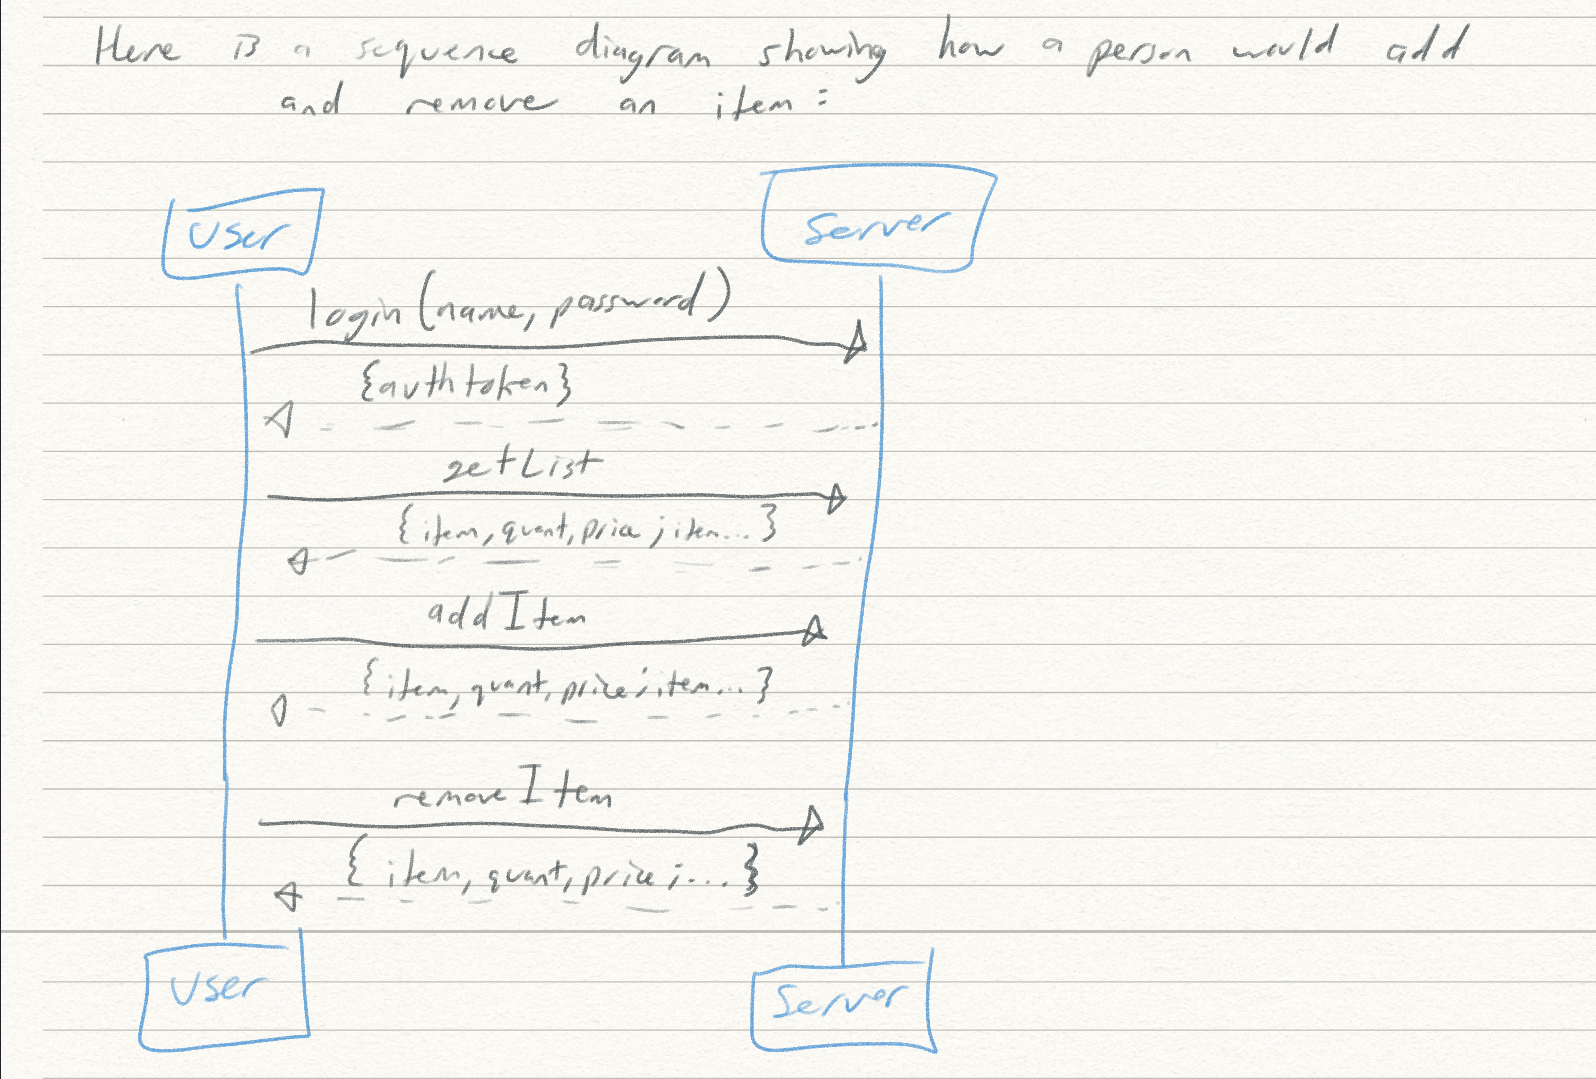 Here is a sequence diagram showing how a person would add
and remove an item:
User
Server
login(name, password)
{auth token}
getList
{item, quant, price; item...}
addItem
{item, quant, price; item...}
removeItem
{item, quant, price;...}
User
Server